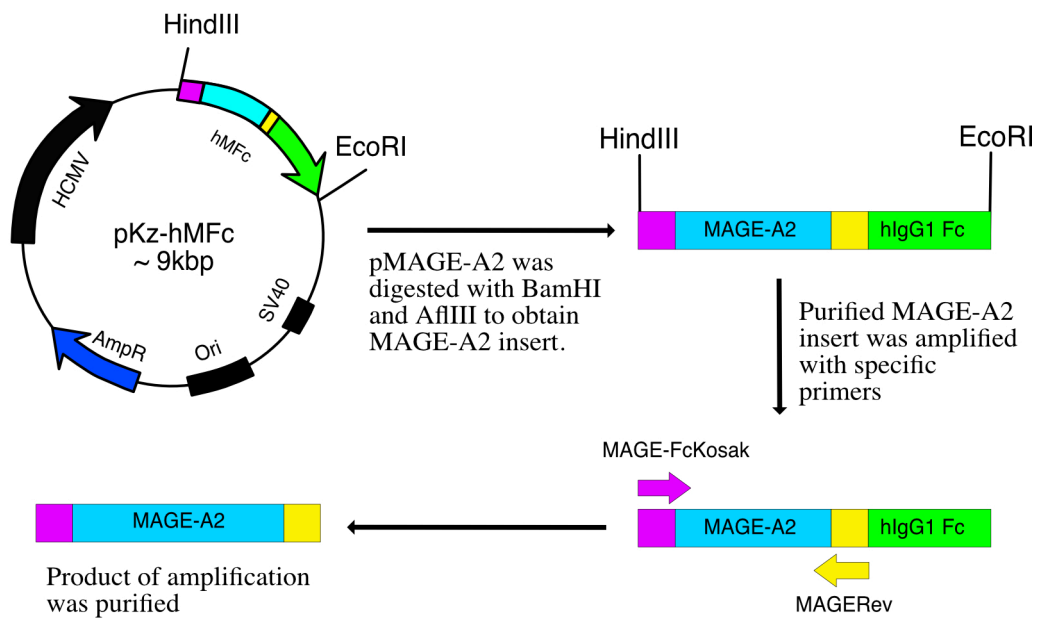 HindIII
hMFc
EcoRI
HCMV
pKz-hMFc
~ 9kbp
SV40
Ori
AmpR
pMAGE-A2 was
digested with BamHI
and AflIII to obtain
MAGE-A2 insert.
HindIII
EcoRI
MAGE-A2
hIgG1 Fc
Purified MAGE-A2
insert was amplified
with specific
primers
MAGE-FcKosak
MAGE-A2
hIgG1 Fc
MAGERev
MAGE-A2
Product of amplification
was purified